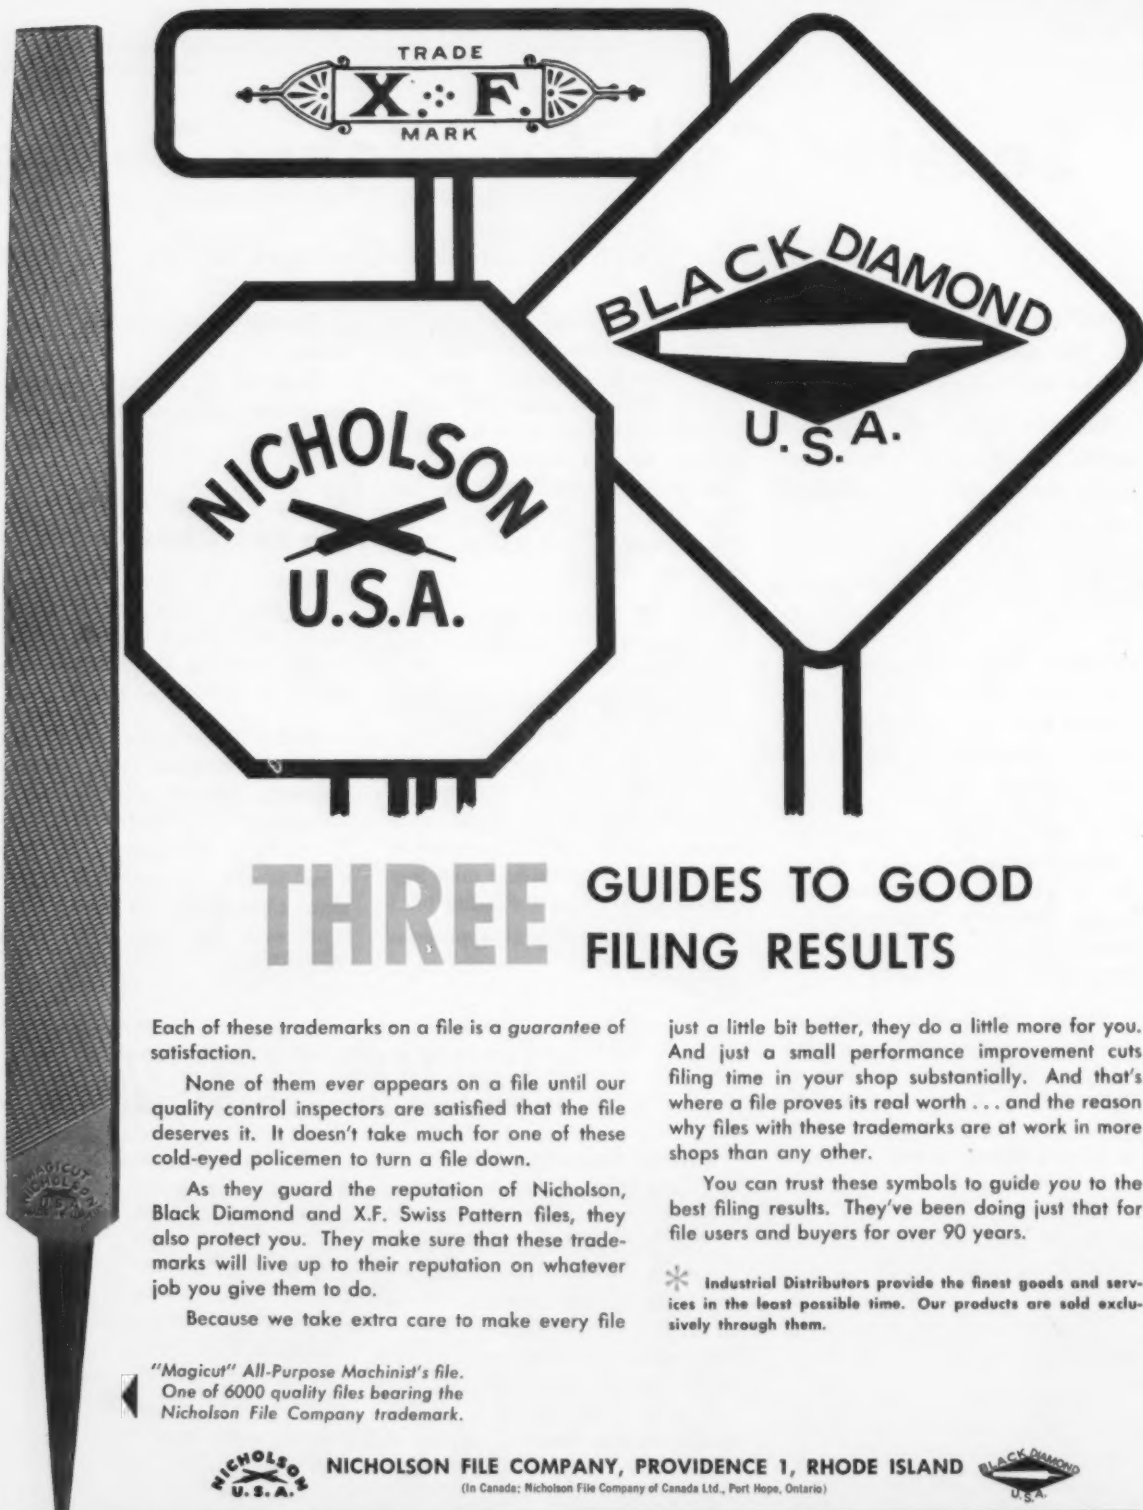 TRADE
X. F.
MARK
BLACK DIAMOND
U.S.A.
NICHOLSON
U.S.A.
THREE GUIDES TO GOOD
FILING RESULTS
Each of these trademarks on a file is a guarantee of
satisfaction.
None of them ever appears on a file until our
quality control inspectors are satisfied that the file
deserves it. It doesn't take much for one of these
cold-eyed policemen to turn a file down.
As they guard the reputation of Nicholson,
Black Diamond and X.F. Swiss Pattern files, they
also protect you. They make sure that these trade-
marks will live up to their reputation on whatever
job you give them to do.
Because we take extra care to make every file
just a little bit better, they do a little more for you.
And just a small performance improvement cuts
filing time in your shop substantially. And that's
where a file proves its real worth ... and the reason
why files with these trademarks are at work in more
shops than any other.
You can trust these symbols to guide you to the
best filing results. They've been doing just that for
file users and buyers for over 90 years.
Industrial Distributors provide the finest goods and serv-
ices in the least possible time. Our products are sold exclu-
sively through them.
MAGICUT
NICHOLSON
U.S.A.
"Magicut" All-Purpose Machinist's file.
One of 6000 quality files bearing the
Nicholson File Company trademark.
NICHOLSON
U.S.A.
NICHOLSON FILE COMPANY, PROVIDENCE 1, RHODE ISLAND
(In Canada: Nicholson File Company of Canada Ltd., Port Hope, Ontario)
BLACK DIAMOND
U.S.A.